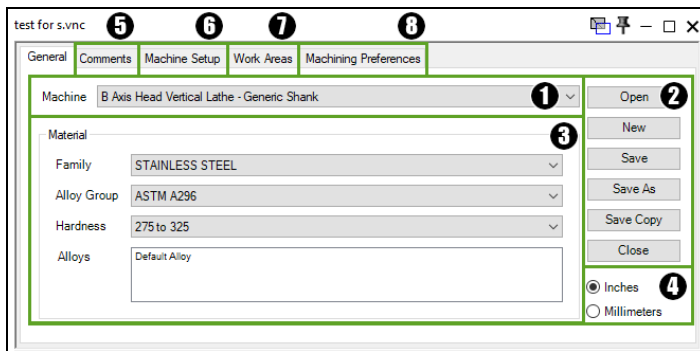 test for s.vnc
5 6 7 8
General Comments Machine Setup Work Areas Machining Preferences
Machine B Axis Head Vertical Lathe - Generic Shank 1
Open 2
New
Save
Save As
Save Copy
Close
Material 3
Family STAINLESS STEEL
Alloy Group ASTM A296
Hardness 275 to 325
Alloys Default Alloy
Inches 4
Millimeters